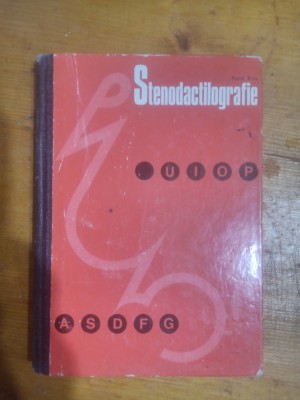 Stenodactilografie
U I O P
A S D F G